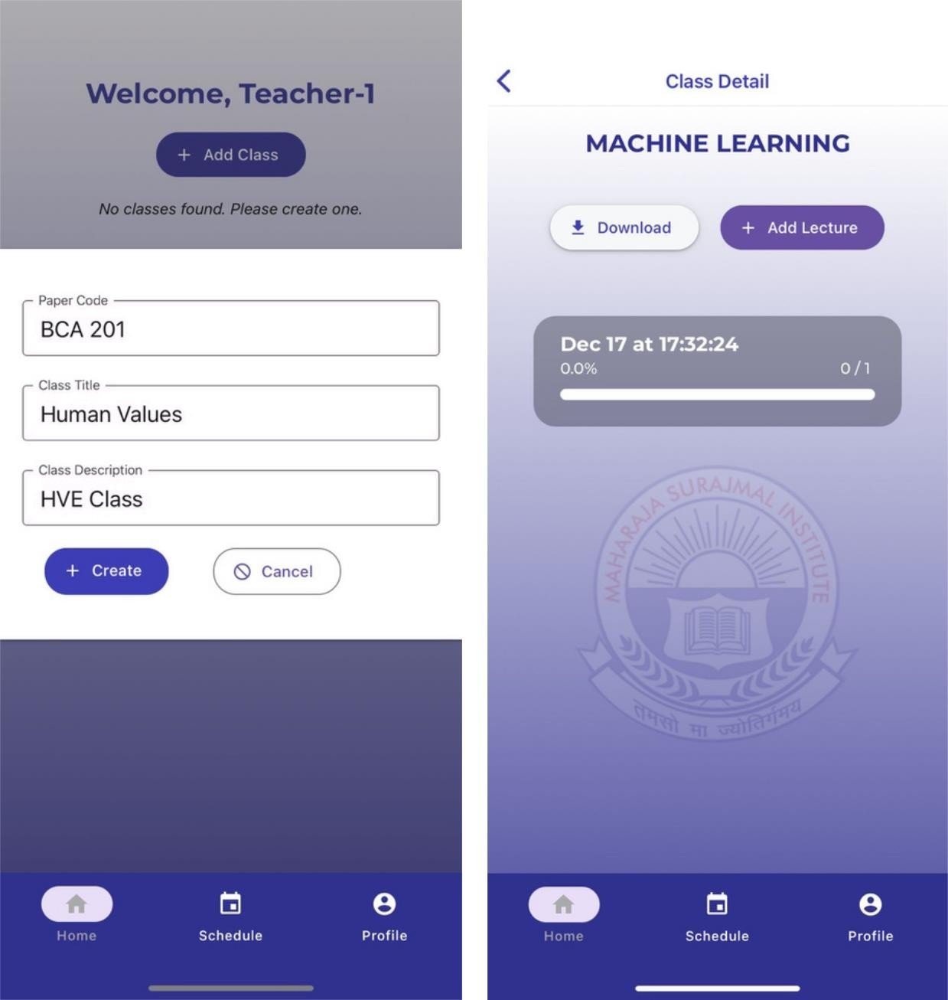 Welcome, Teacher-1
+ Add Class
No classes found. Please create one.
Paper Code
BCA 201
Class Title
Human Values
Class Description
HVE Class
+ Create
Cancel
Home
Schedule
Profile
Class Detail
MACHINE LEARNING
Download
+ Add Lecture
Dec 17 at 17:32:24
0.0%
0 / 1
MAHARAJA SURAJMAL INSTITUTE
तमसो मा ज्योतिर्गमय
Home
Schedule
Profile